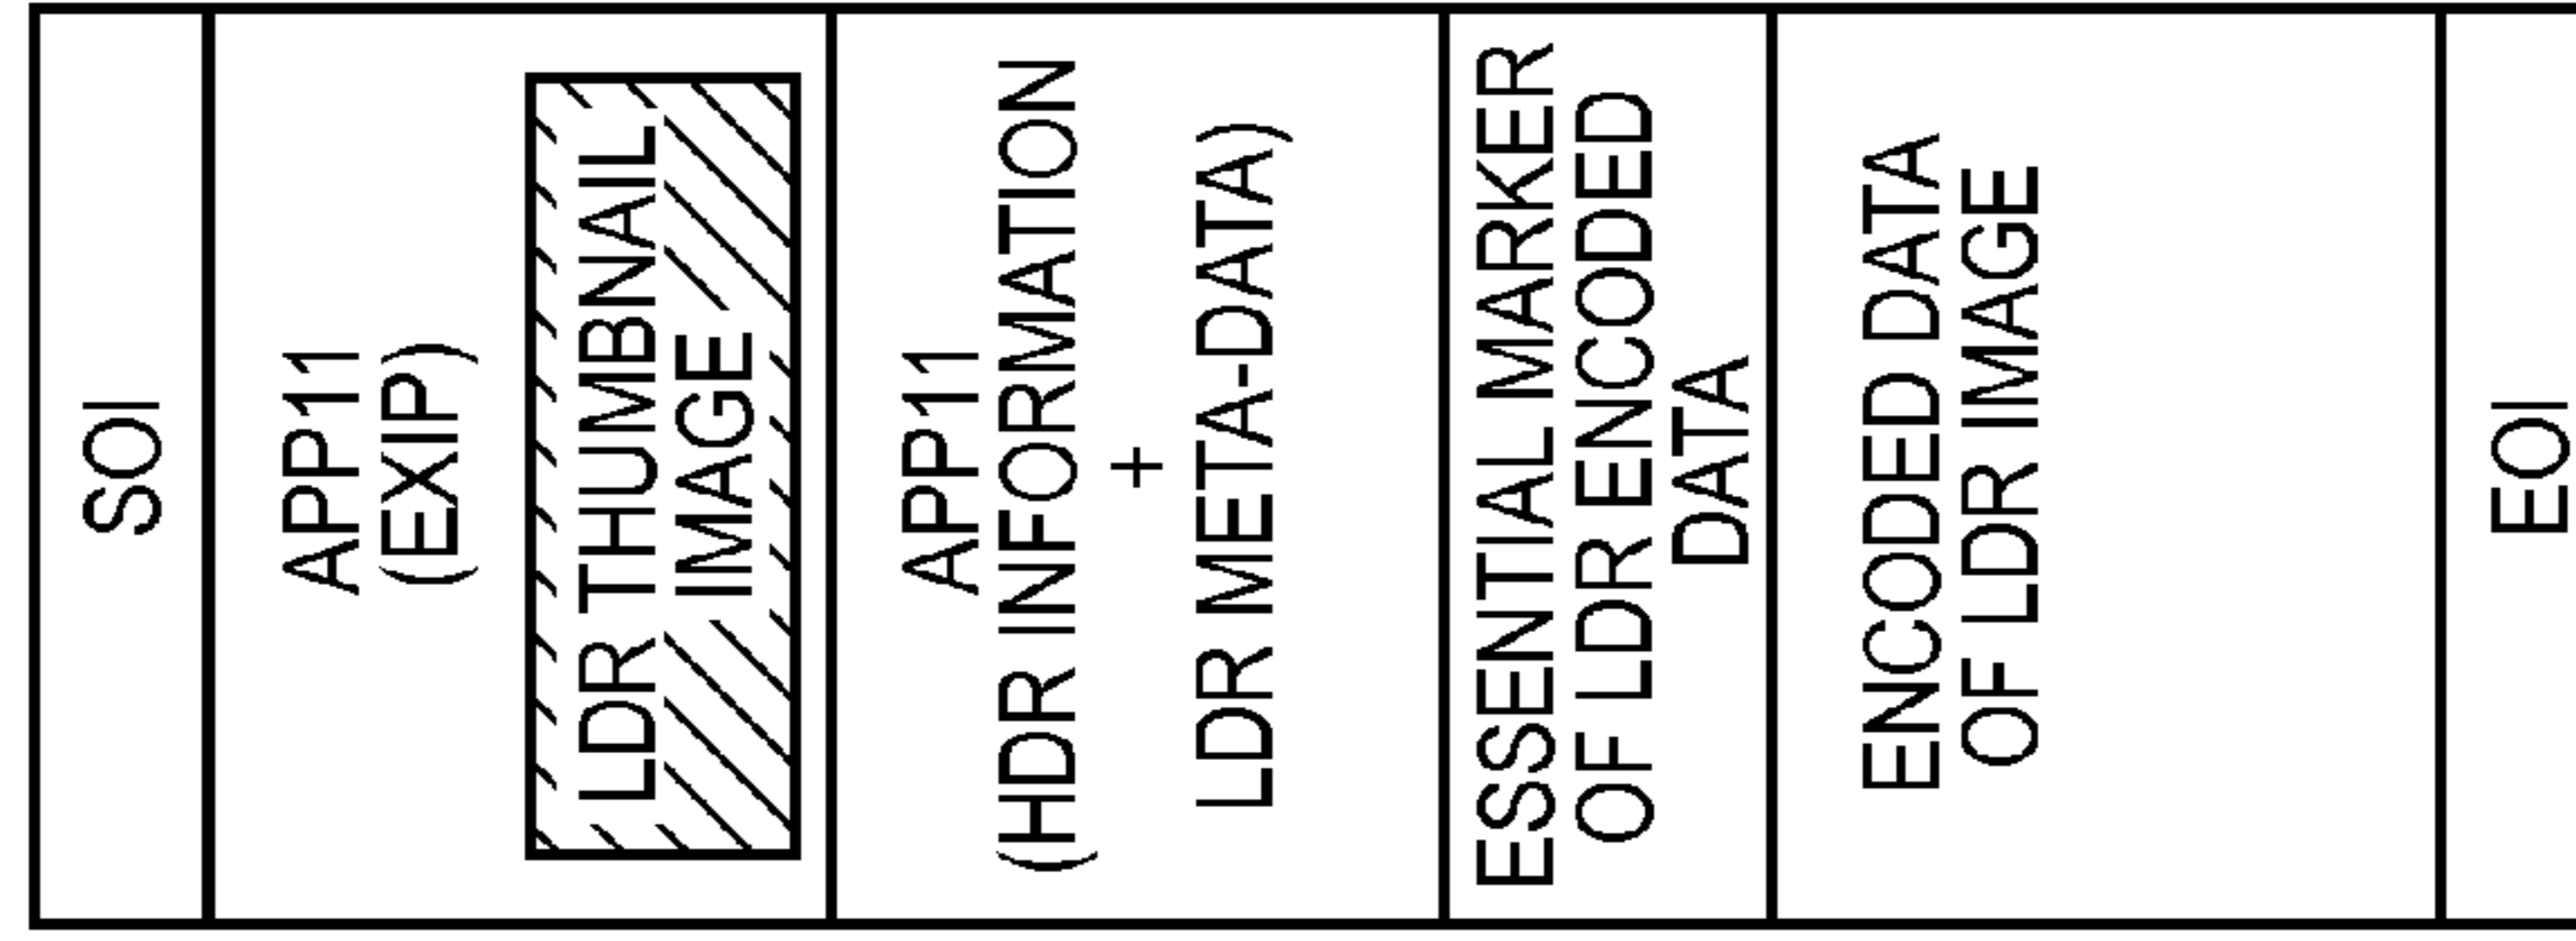 SOI
APP11
(EXIP)
LDR THUMBNAIL
IMAGE
APP11
(HDR INFORMATION
+
LDR META-DATA)
ESSENTIAL MARKER
OF LDR ENCODED
DATA
ENCODED DATA
OF LDR IMAGE
EOI